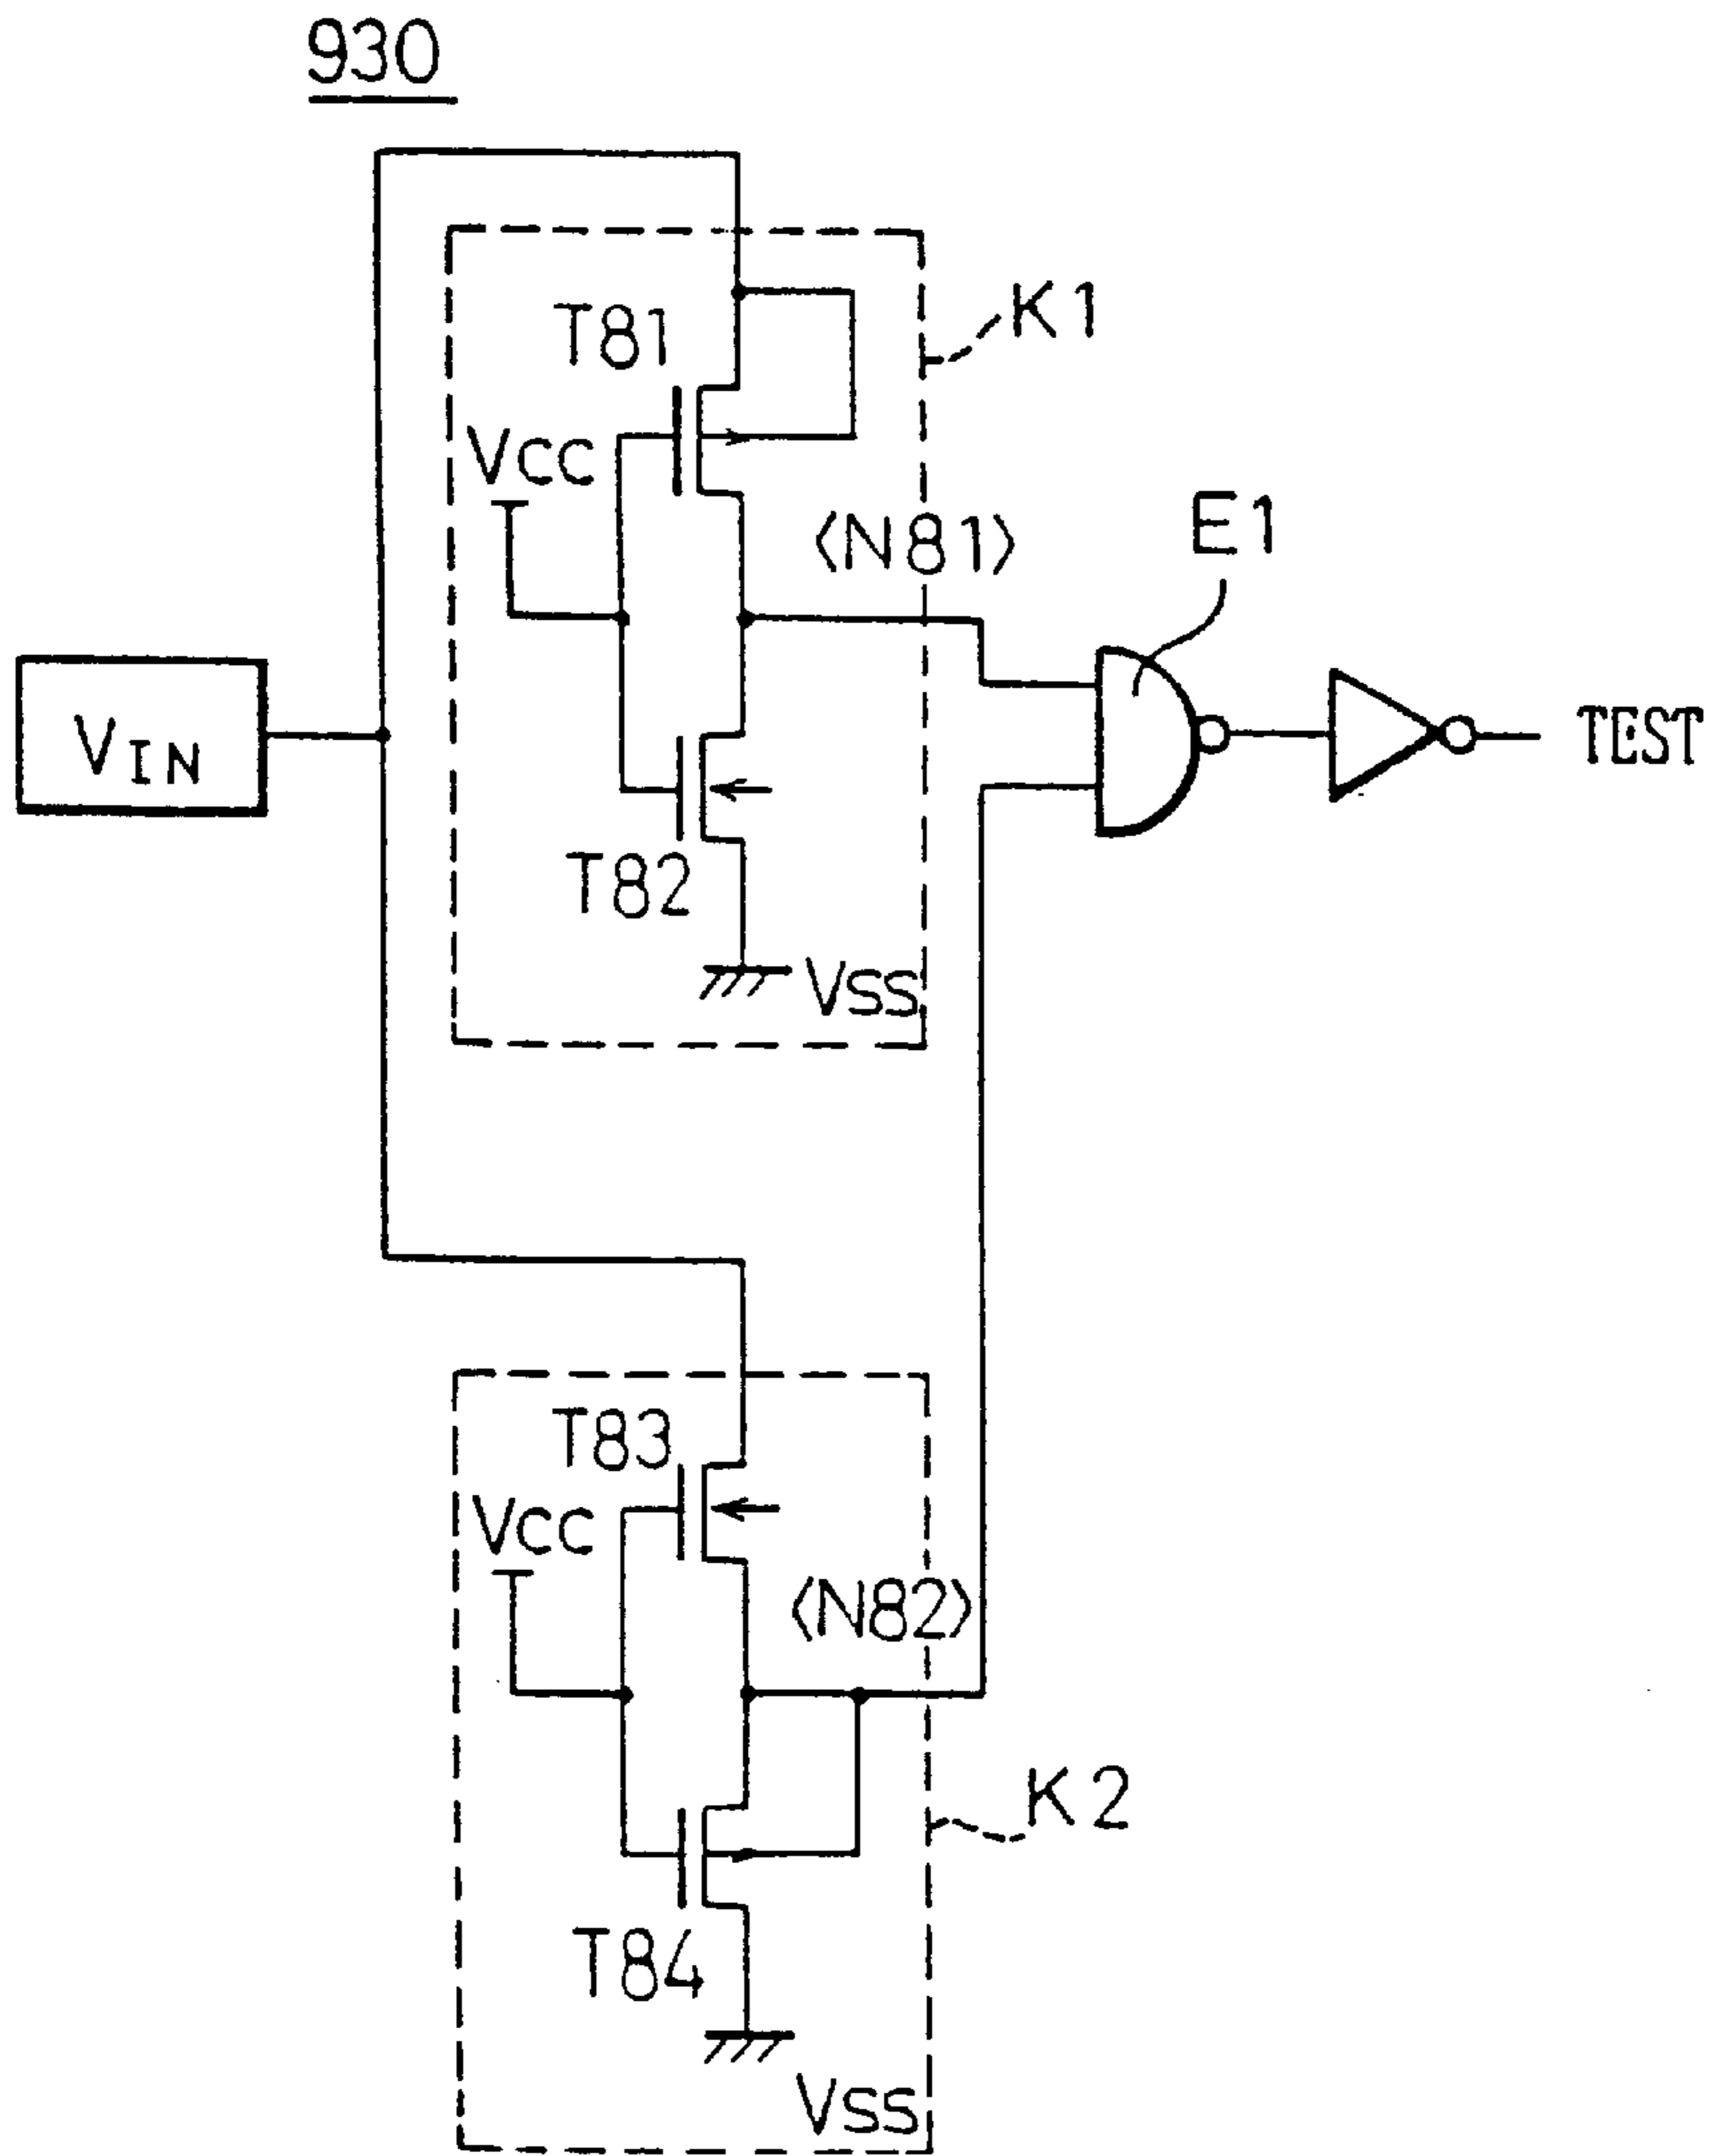 930
K1
T81
VCC
E1
⟨N81⟩
VIN
TEST
T82
VSS
T83
VCC
⟨N82⟩
K2
T84
VSS